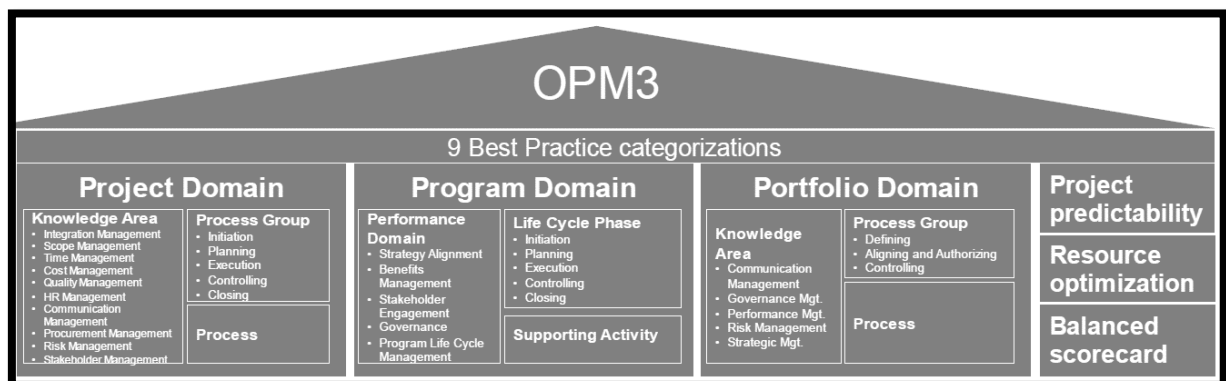 OPM3
9 Best Practice categorizations
Project Domain
Knowledge Area
• Integration Management
• Scope Management
• Time Management
• Cost Management
• Quality Management
• HR Management
• Communication
Management
• Procurement Management
• Risk Management
• Stakeholder Management
Process Group
• Initiation
• Planning
• Execution
• Controlling
• Closing
Process
Program Domain
Performance
Domain
• Strategy Alignment
• Benefits
Management
• Stakeholder
Engagement
• Governance
• Program Life Cycle
Management
Life Cycle Phase
• Initiation
• Planning
• Execution
• Controlling
• Closing
Supporting Activity
Portfolio Domain
Knowledge
Area
• Communication
Management
• Governance Mgt.
• Performance Mgt.
• Risk Management
• Strategic Mgt.
Process Group
• Defining
• Aligning and Authorizing
• Controlling
Process
Project
predictability
Resource
optimization
Balanced
scorecard